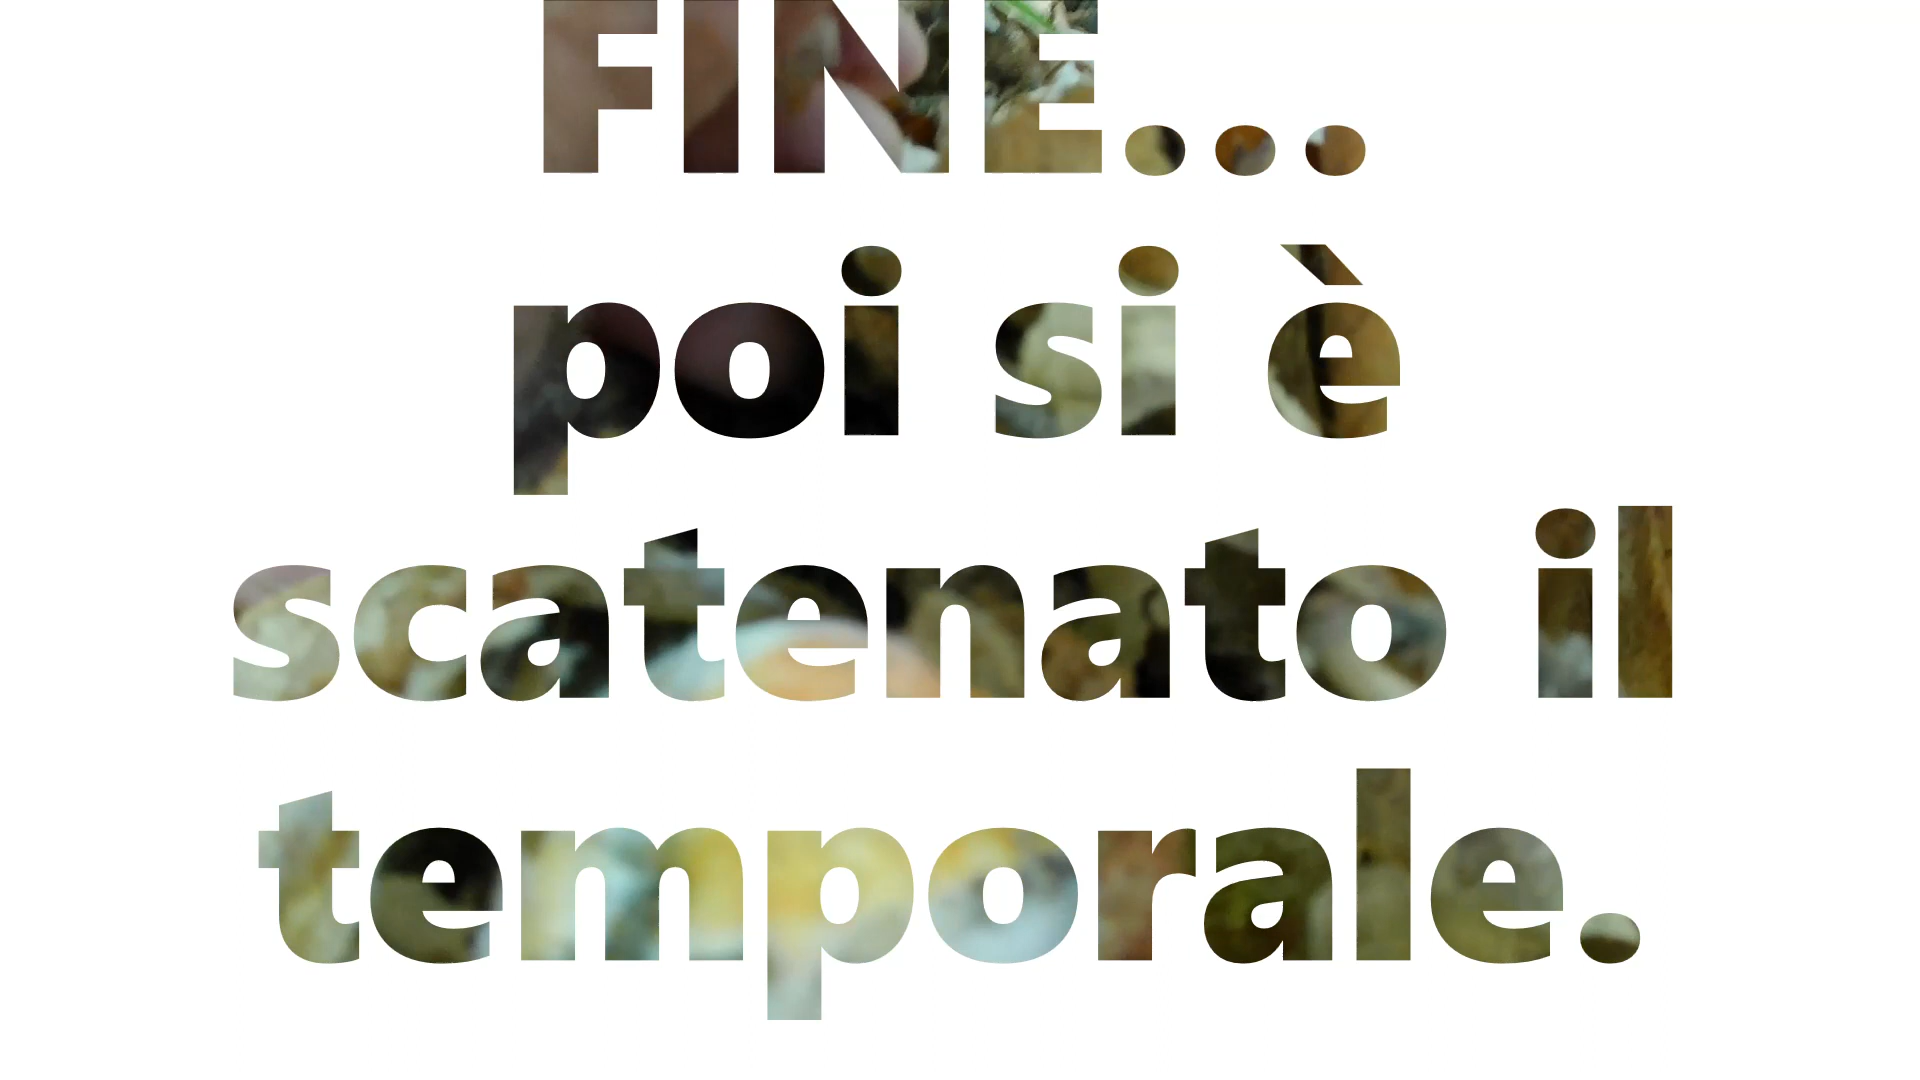 FINE...
poi si è
scatenato il
temporale.